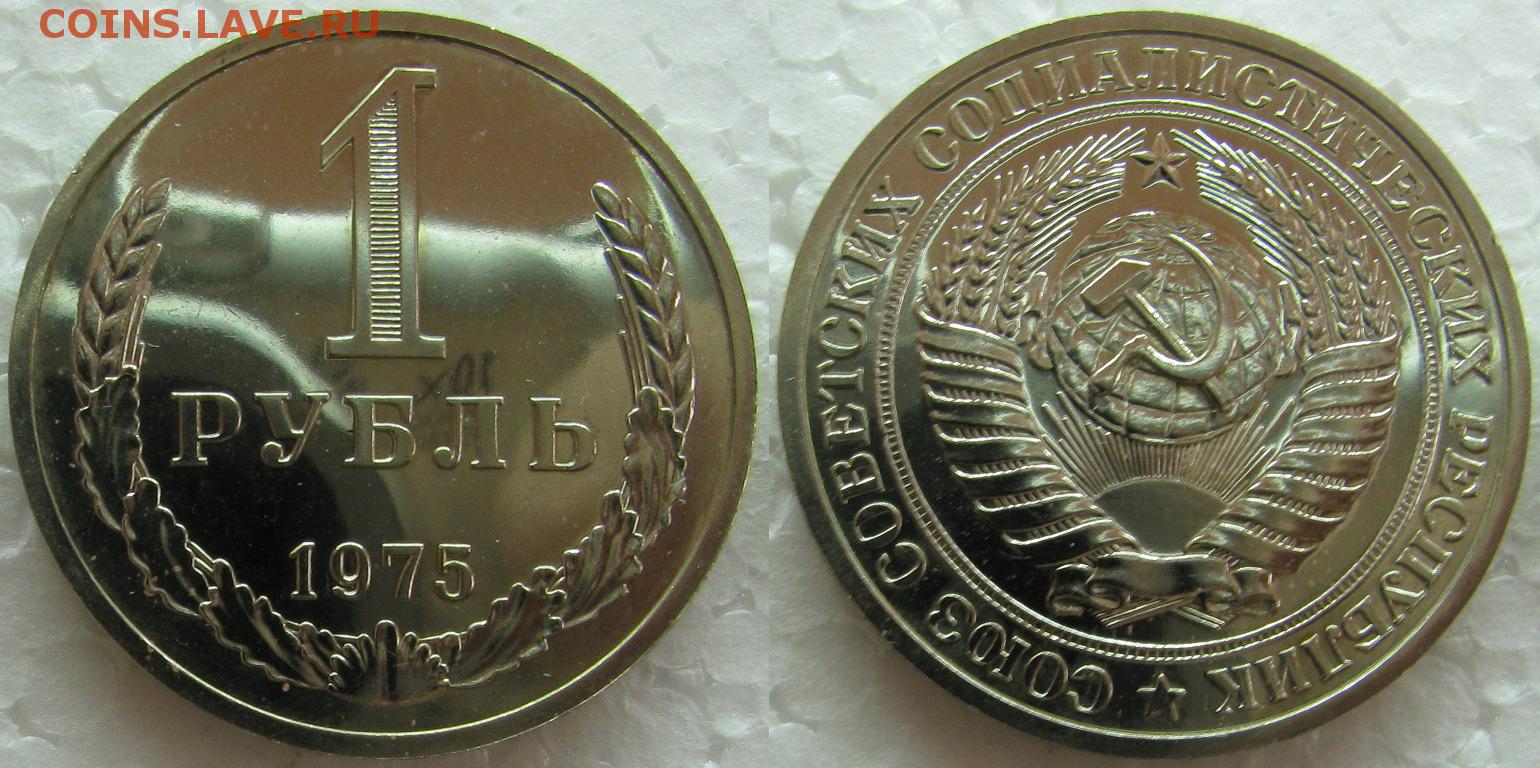 COINS.LAVE.RU
1
РУБЛЬ
1975
СОЮЗ СОВЕТСКИХ СОЦИАЛИСТИЧЕСКИХ РЕСПУБЛИК